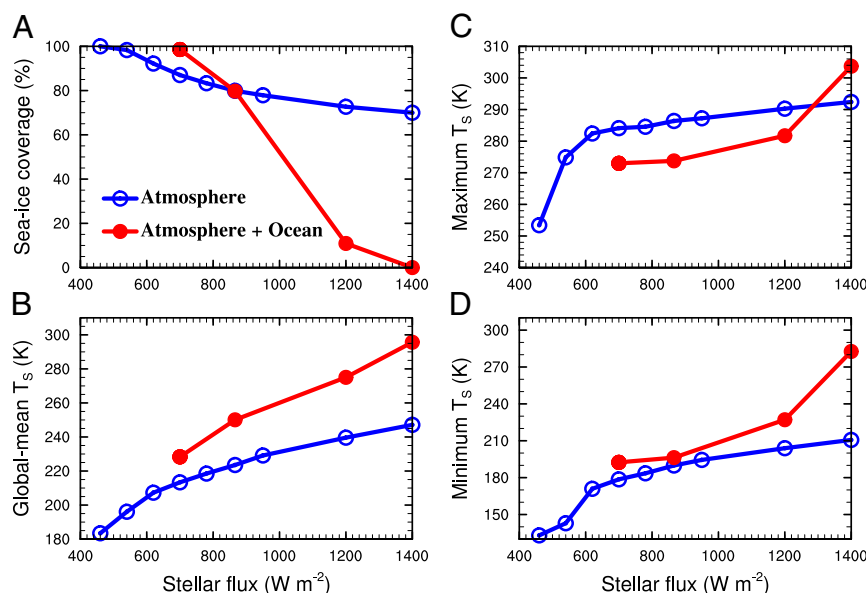 A
Sea-ice coverage (%)
100
80
60
40
20
0
Atmosphere
Atmosphere + Ocean
400 600 800 1000 1200 1400
C
Maximum T_S (K)
310
300
290
280
270
260
250
240
400 600 800 1000 1200 1400
B
Global-mean T_S (K)
300
280
260
240
220
200
180
400 600 800 1000 1200 1400
Stellar flux (W m⁻²)
D
Minimum T_S (K)
300
270
240
210
180
150
400 600 800 1000 1200 1400
Stellar flux (W m⁻²)